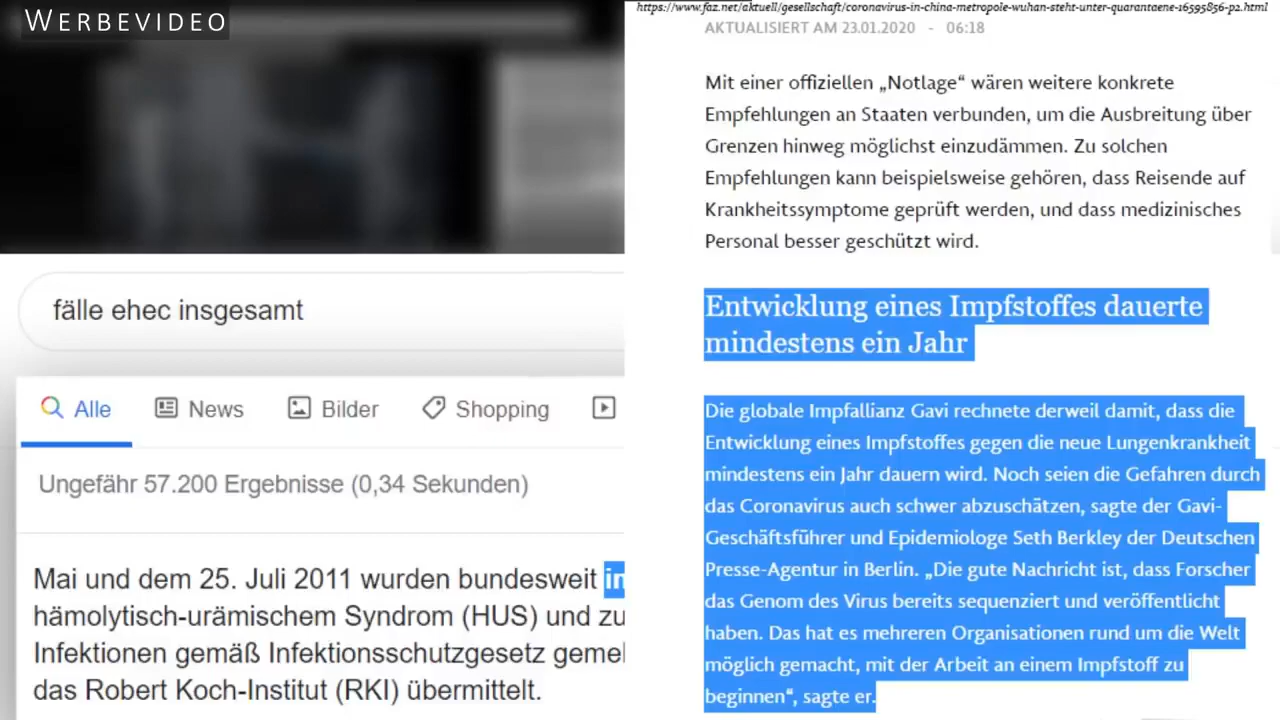 WERBEVIDEO
fälle ehec insgesamt
Alle
News
Bilder
Shopping
Ungefähr 57.200 Ergebnisse (0,34 Sekunden)
Mai und dem 25. Juli 2011 wurden bundesweit
hämolytisch-urämischem Syndrom (HUS) und zu
Infektionen gemäß Infektionsschutzgesetz
das Robert Koch-Institut (RKI) übermittelt.
https://www.faz.net/aktuell/gesellschaft/coronavirus-in-china-metropole-wuhan-steht-unter-quarantaene-16595856-p2.html
AKTUALISIERT AM 23.01.2020 - 06:18
Mit einer offiziellen „Notlage“ wären weitere konkrete
Empfehlungen an Staaten verbunden, um die Ausbreitung über
Grenzen hinweg möglichst einzudämmen. Zu solchen
Empfehlungen kann beispielsweise gehören, dass Reisende auf
Krankheitssymptome geprüft werden, und dass medizinisches
Personal besser geschützt wird.
Entwicklung eines Impfstoffes dauerte
mindestens ein Jahr
Die globale Impfallianz Gavi rechnete derweil damit, dass die
Entwicklung eines Impfstoffes gegen die neue Lungenkrankheit
mindestens ein Jahr dauern wird. Noch seien die Gefahren durch
das Coronavirus auch schwer abzuschätzen, sagte der Gavi-
Geschäftsführer und Epidemiologe Seth Berkley der Deutschen
Presse-Agentur in Berlin. „Die gute Nachricht ist, dass Forscher
das Genom des Virus bereits sequenziert und veröffentlicht
haben. Das hat es mehreren Organisationen rund um die Welt
möglich gemacht, mit der Arbeit an einem Impfstoff zu
beginnen“, sagte er.